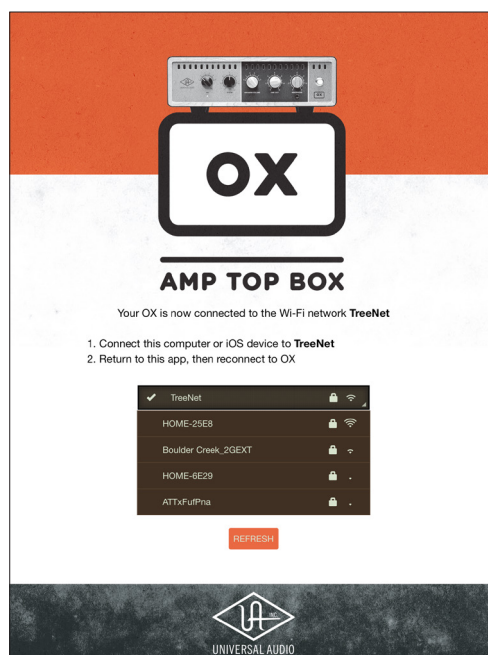 OX
AMP TOP BOX
Your OX is now connected to the Wi-Fi network TreeNet
1. Connect this computer or iOS device to TreeNet
2. Return to this app, then reconnect to OX
TreeNet
HOME-25E8
Boulder Creek_2GEXT
HOME-6E29
ATTxFufPna
REFRESH
UA INC.
UNIVERSAL AUDIO